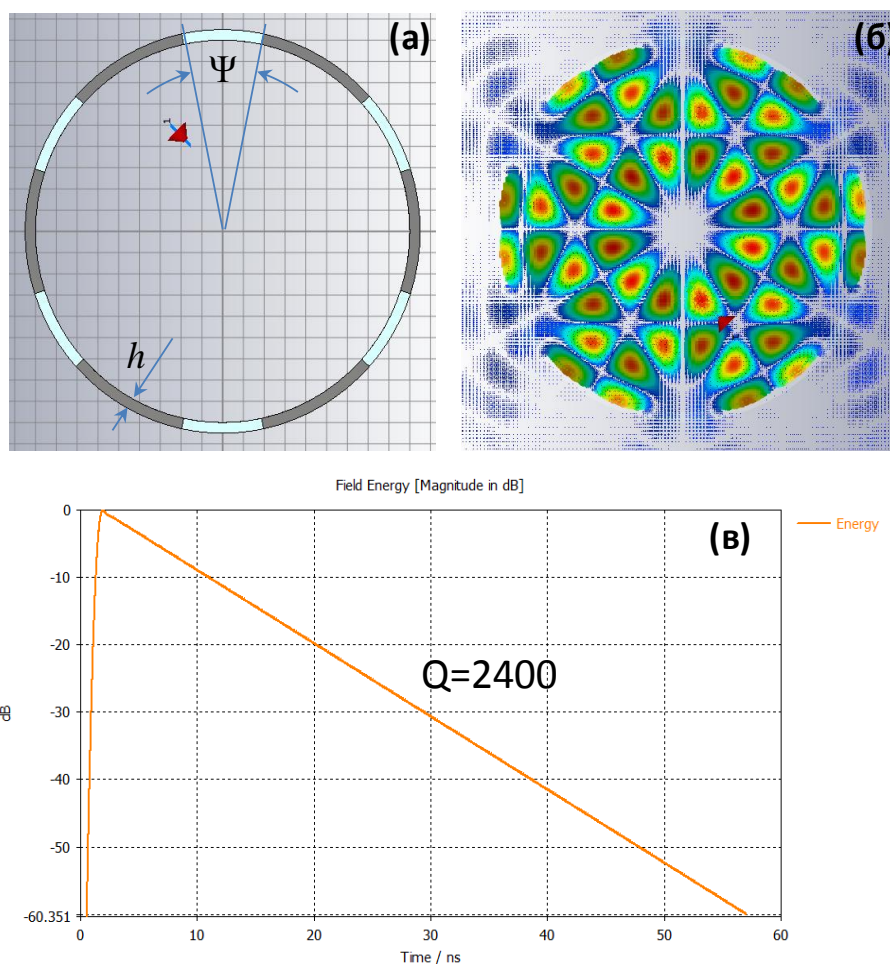 (а)
(б)
Ψ
1
h
Field Energy [Magnitude in dB]
(в)
Energy
Q=2400
dB
0
-10
-20
-30
-40
-50
-60.351
0 10 20 30 40 50 60
Time / ns